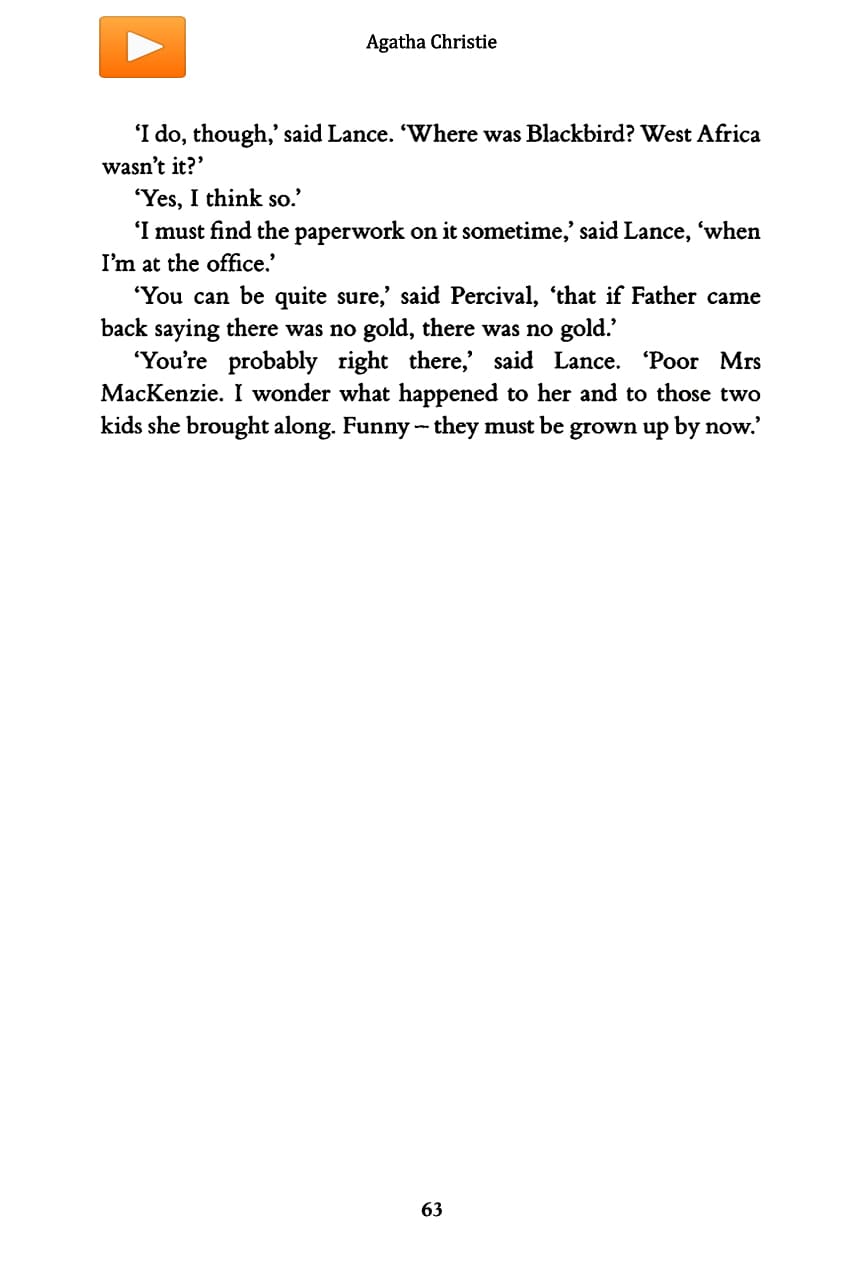 Agatha Christie
‘I do, though,’ said Lance. ‘Where was Blackbird? West Africa
wasn’t it?’
‘Yes, I think so.’
‘I must find the paperwork on it sometime,’ said Lance, ‘when
I’m at the office.’
‘You can be quite sure,’ said Percival, ‘that if Father came
back saying there was no gold, there was no gold.’
‘You’re probably right there,’ said Lance. ‘Poor Mrs
MacKenzie. I wonder what happened to her and to those two
kids she brought along. Funny – they must be grown up by now.’
63